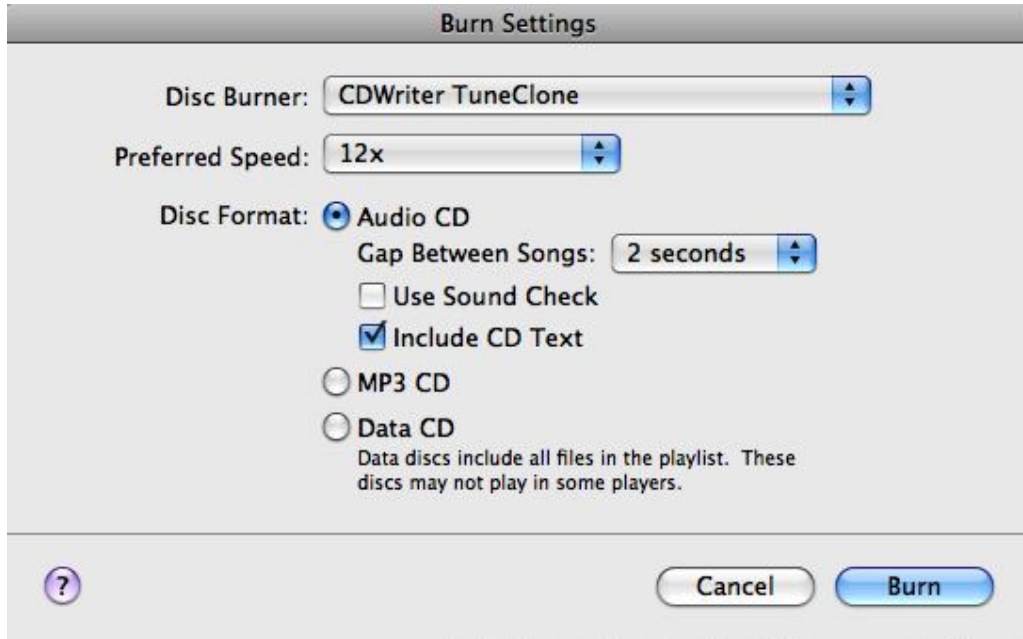 Burn Settings
Disc Burner: CDWriter TuneClone
Preferred Speed: 12x
Disc Format: Audio CD
Gap Between Songs: 2 seconds
Use Sound Check
Include CD Text
MP3 CD
Data CD
Data discs include all files in the playlist. These
discs may not play in some players.
? Cancel Burn